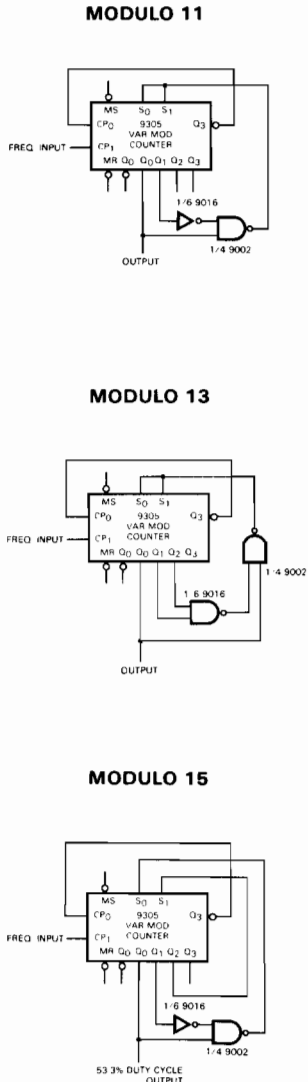 MODULO 11
MS S0 S1
CP0 9305 Q3
VAR MOD
FREQ INPUT CP1 COUNTER
MR Q0 Q0 Q1 Q2 Q3
1/6 9016
1/4 9002
OUTPUT
MODULO 13
MS S0 S1
CP0 9305 Q3
VAR MOD
FREQ INPUT CP1 COUNTER
MR Q0 Q0 Q1 Q2 Q3
1/6 9016
1/4 9002
OUTPUT
MODULO 15
MS S0 S1
CP0 9305 Q3
VAR MOD
FREQ INPUT CP1 COUNTER
MR Q0 Q0 Q1 Q2 Q3
1/6 9016
1/4 9002
53.3% DUTY CYCLE
OUTPUT